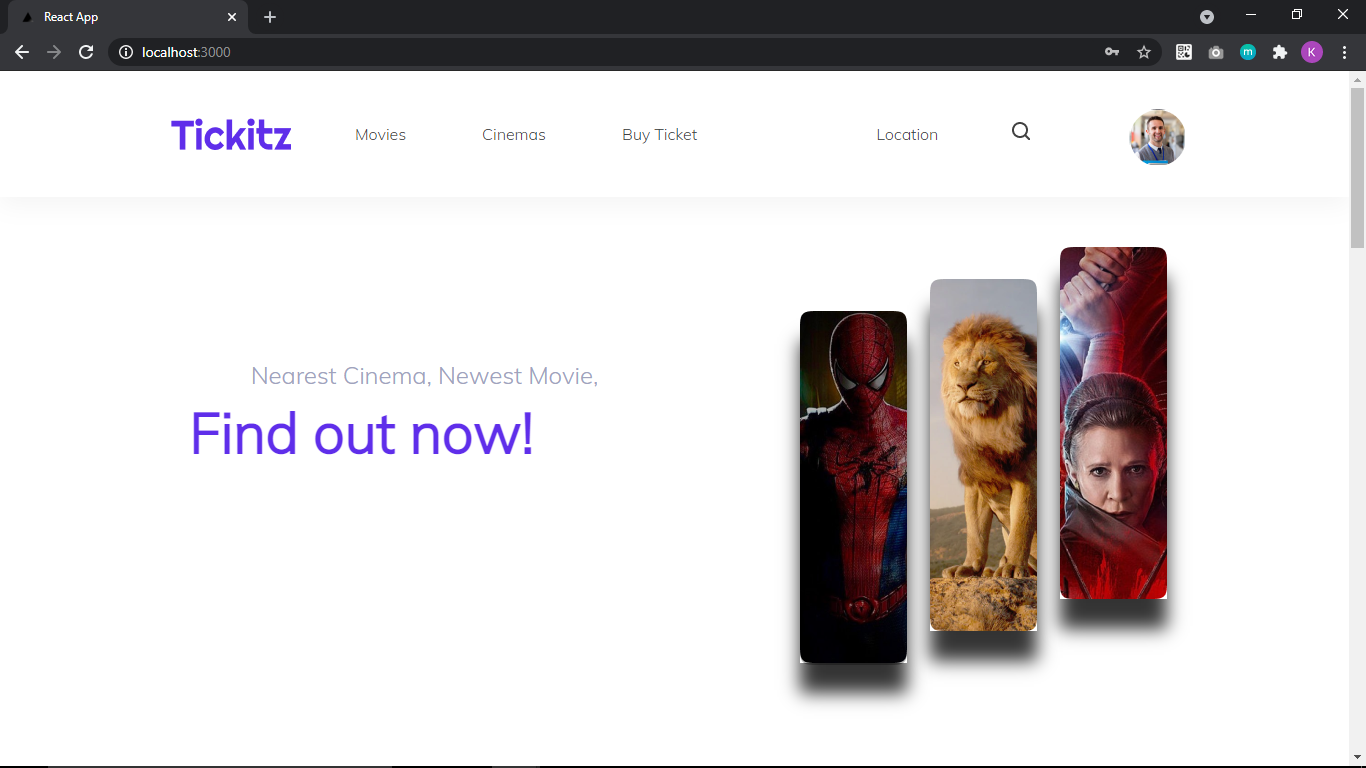 React App
localhost:3000
m
K
Tickitz
Movies
Cinemas
Buy Ticket
Location
Nearest Cinema, Newest Movie,
Find out now!